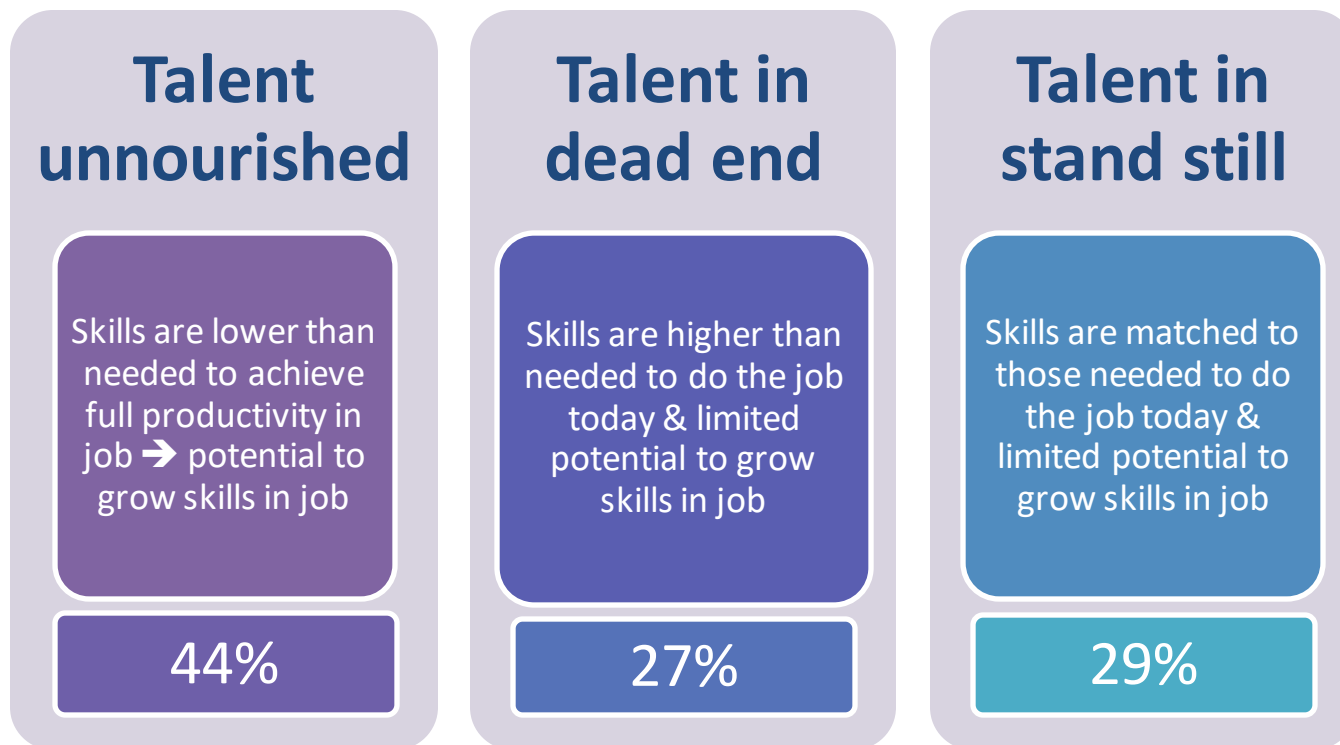 Talent
unnourished
Skills are lower than
needed to achieve
full productivity in
job ➔ potential to
grow skills in job
44%
Talent in
dead end
Skills are higher than
needed to do the job
today & limited
potential to grow
skills in job
27%
Talent in
stand still
Skills are matched to
those needed to do
the job today &
limited potential to
grow skills in job
29%